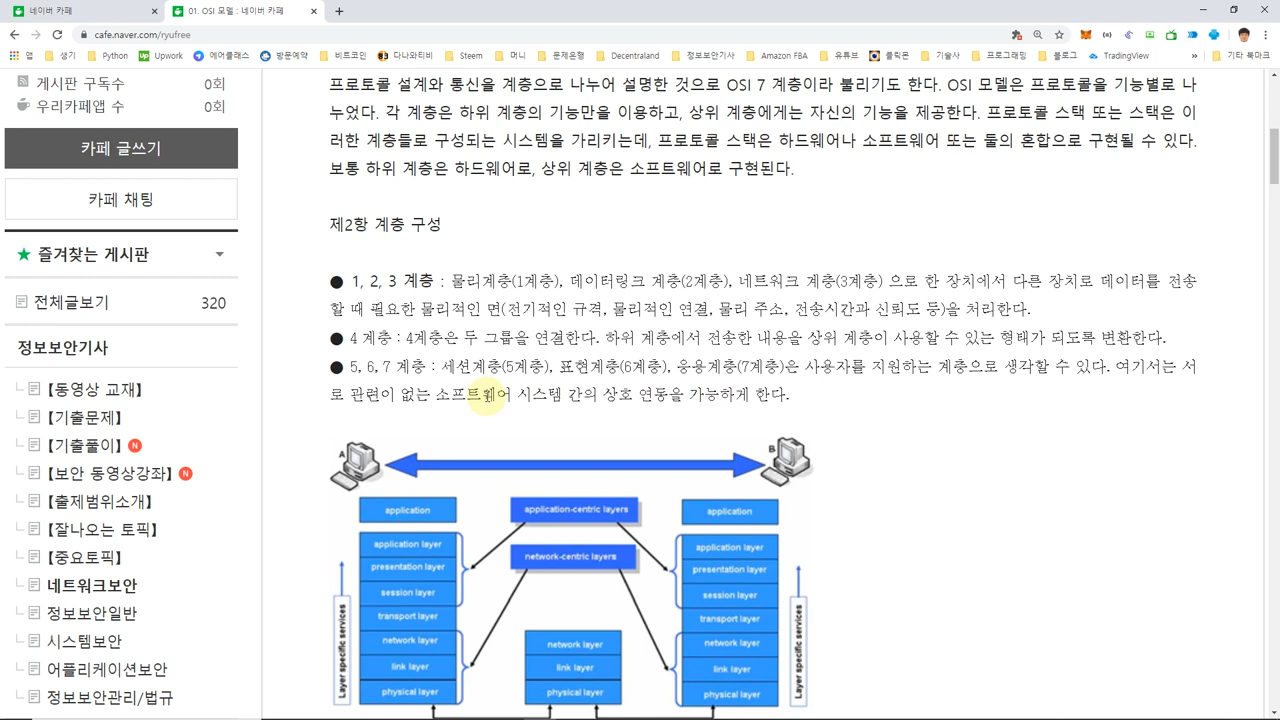 네이버 카페
01. OSI 모델 : 네이버 카페
cafe.naver.com/ryufree
앱
생기
Python
Upwork
에어클래스
방문예약
비트코인
다나와티비
Steem
머니
문제은행
Decentraland
정보보안기사
Amazon FBA
유튜브
클릭몬
기술사
프로그래밍
블로그
TradingView
»
기타 북마크
게시판 구독수 0회
우리카페앱 수 0회
카페 글쓰기
카페 채팅
즐겨찾는 게시판
전체글보기 320
정보보안기사
【동영상 교재】
【기출문제】
【기출풀이】 N
【보안 동영상강좌】 N
【출제범위소개】
【잘나오는 토픽】
【중요토픽】
네트워크보안
정보보안일반
시스템보안
어플리케이션보안
정보보안관리/법규
프로토콜 설계와 통신을 계층으로 나누어 설명한 것으로 OSI 7 계층이라 불리기도 한다. OSI 모델은 프로토콜을 기능별로 나
누었다. 각 계층은 하위 계층의 기능만을 이용하고, 상위 계층에게는 자신의 기능을 제공한다. 프로토콜 스택 또는 스택은 이
러한 계층들로 구성되는 시스템을 가리키는데, 프로토콜 스택은 하드웨어나 소프트웨어 또는 둘의 혼합으로 구현될 수 있다.
보통 하위 계층은 하드웨어로, 상위 계층은 소프트웨어로 구현된다.
제2항 계층 구성
● 1, 2, 3 계층 : 물리계층(1계층), 데이터링크 계층(2계층), 네트워크 계층(3계층) 으로 한 장치에서 다른 장치로 데이터를 전송
할 때 필요한 물리적인 면(전기적인 규격, 물리적인 연결, 물리 주소, 전송시간과 신뢰도 등)을 처리한다.
● 4 계층 : 4계층은 두 그룹을 연결한다. 하위 계층에서 전송한 내용을 상위 계층이 사용할 수 있는 형태가 되도록 변환한다.
● 5, 6, 7 계층 : 세션계층(5계층), 표현계층(6계층), 응용계층(7계층)은 사용자를 지원하는 계층으로 생각할 수 있다. 여기서는 서
로 관련이 없는 소프트웨어 시스템 간의 상호 연동을 가능하게 한다.
A
B
application
application layer
presentation layer
session layer
transport layer
network layer
link layer
physical layer
Layer specific services
application-centric layers
network-centric layers
network layer
link layer
physical layer
application
application layer
presentation layer
session layer
transport layer
network layer
link layer
physical layer
Layer specific services